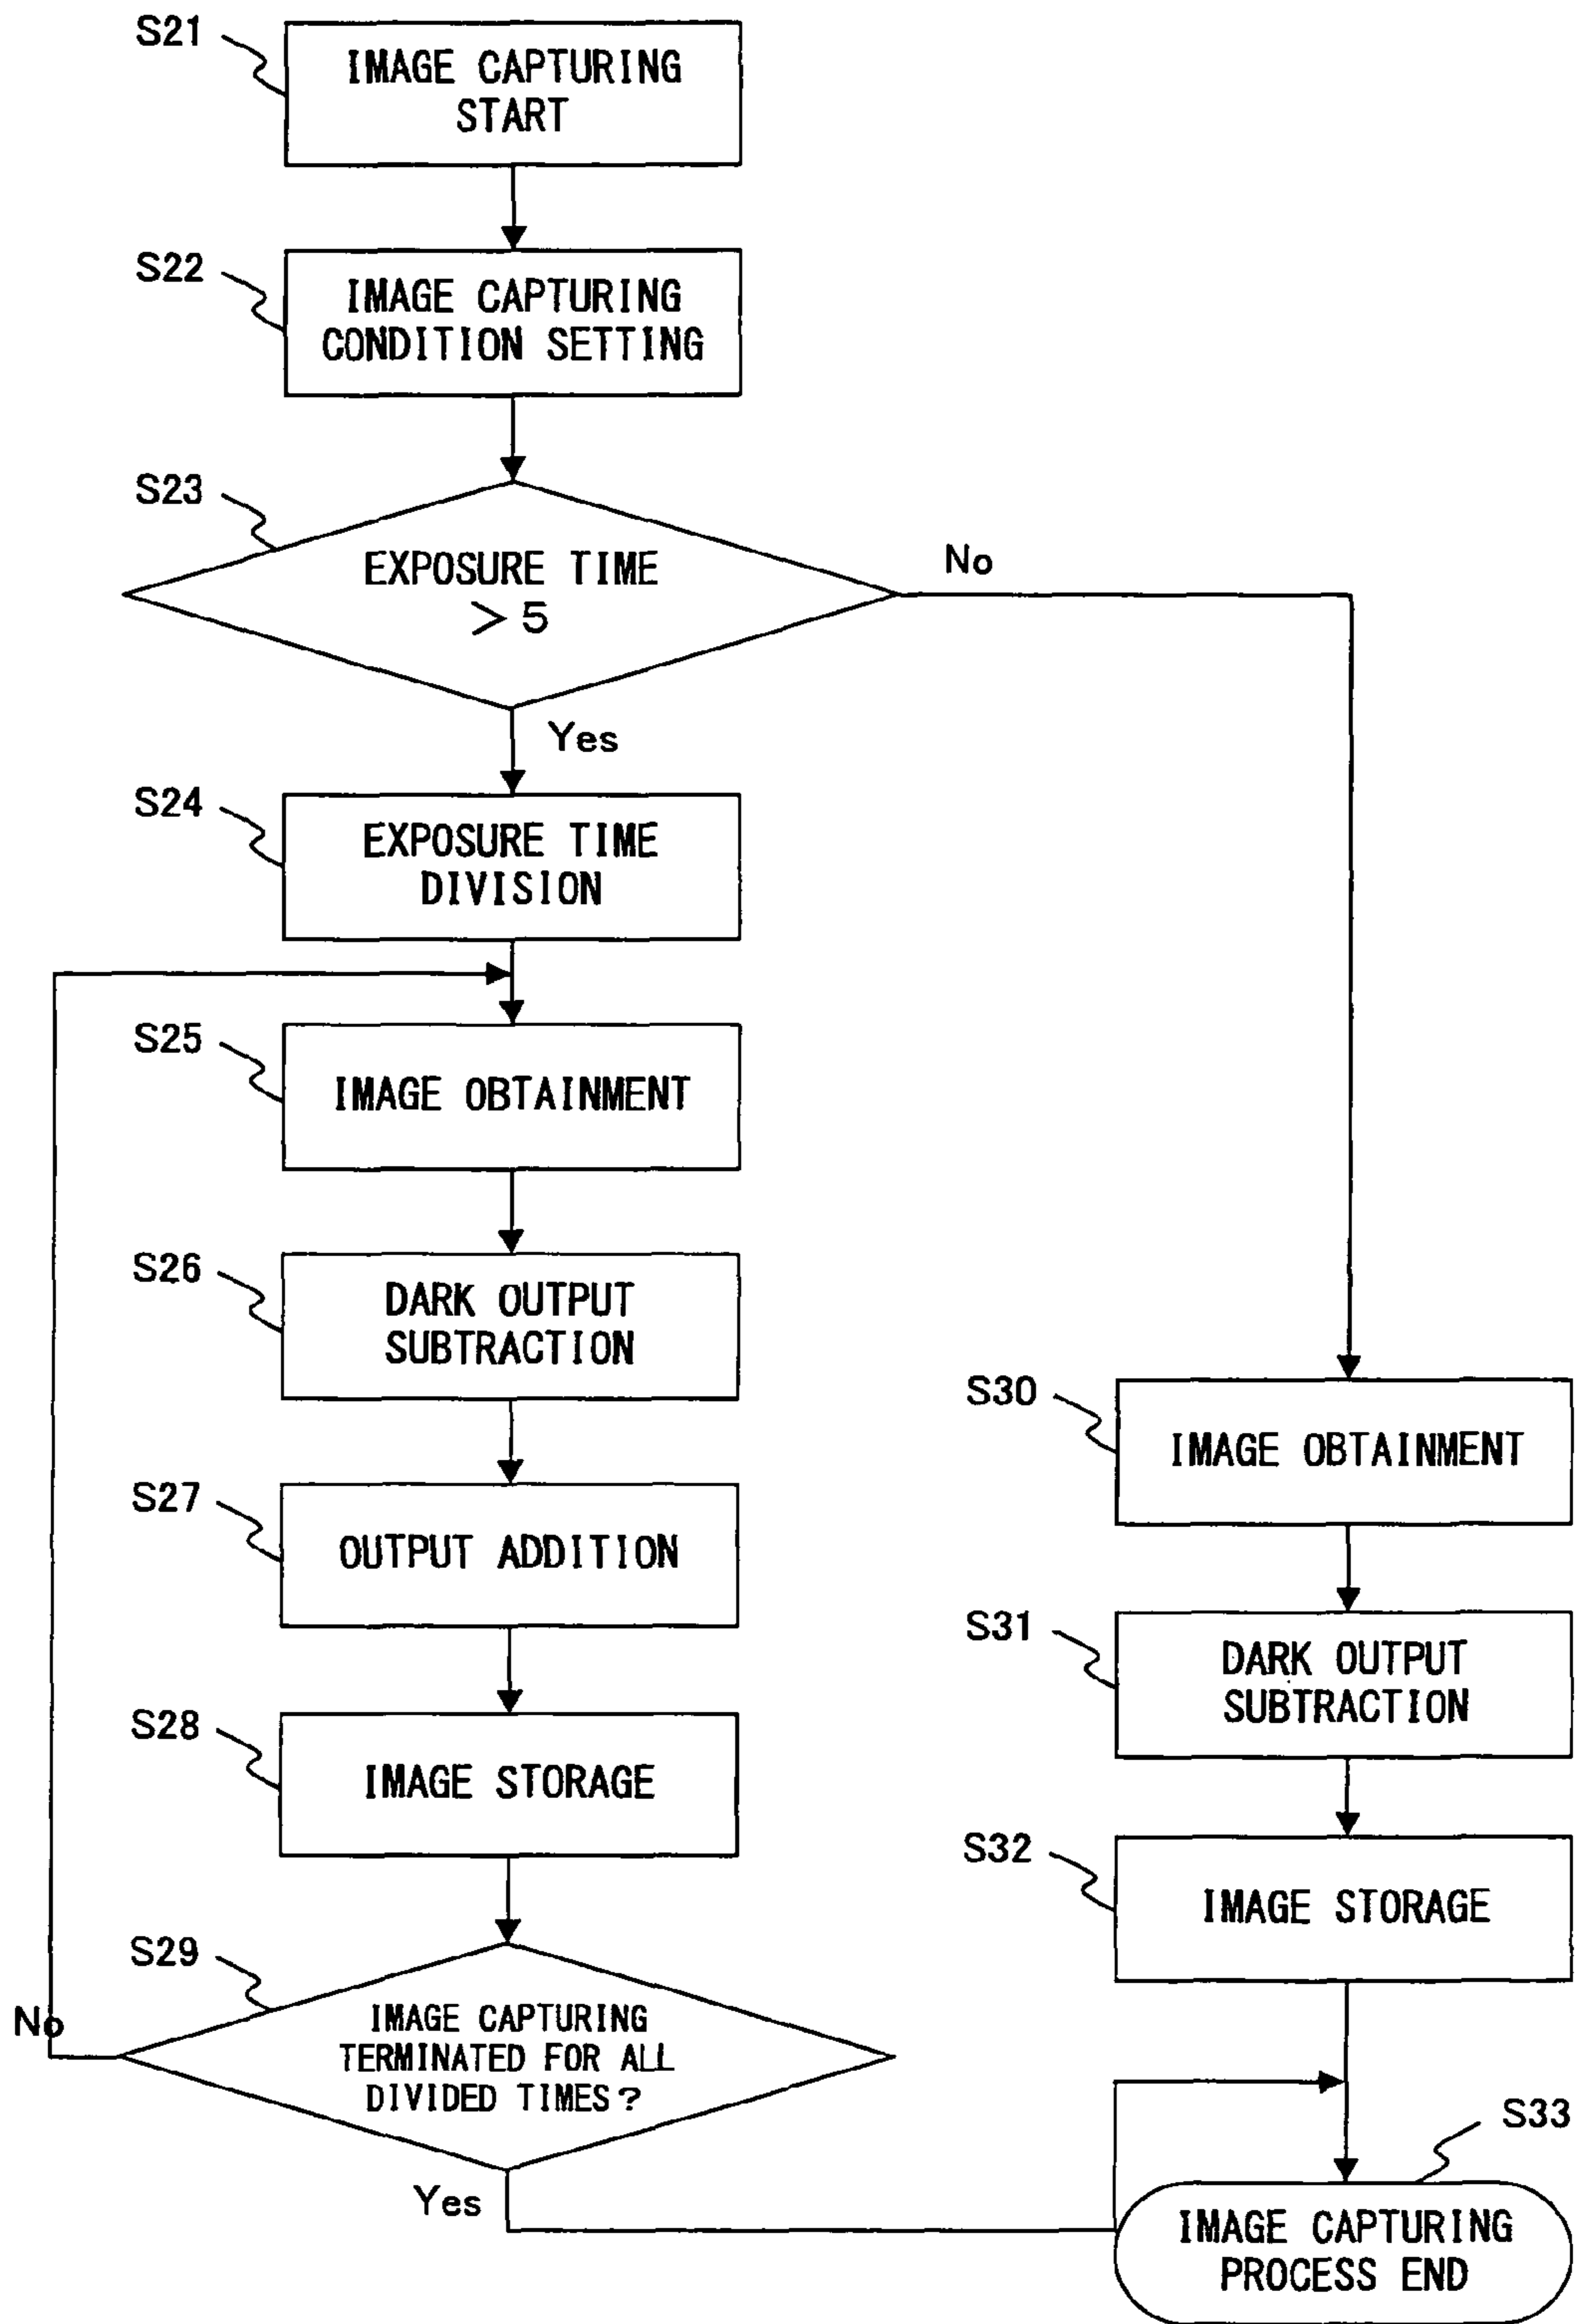 S21
IMAGE CAPTURING
START
S22
IMAGE CAPTURING
CONDITION SETTING
S23
EXPOSURE TIME
> 5
No
Yes
S24
EXPOSURE TIME
DIVISION
S25
IMAGE OBTAINMENT
S26
DARK OUTPUT
SUBTRACTION
S27
OUTPUT ADDITION
S28
IMAGE STORAGE
S29
IMAGE CAPTURING
TERMINATED FOR ALL
DIVIDED TIMES?
No
Yes
S30
IMAGE OBTAINMENT
S31
DARK OUTPUT
SUBTRACTION
S32
IMAGE STORAGE
S33
IMAGE CAPTURING
PROCESS END